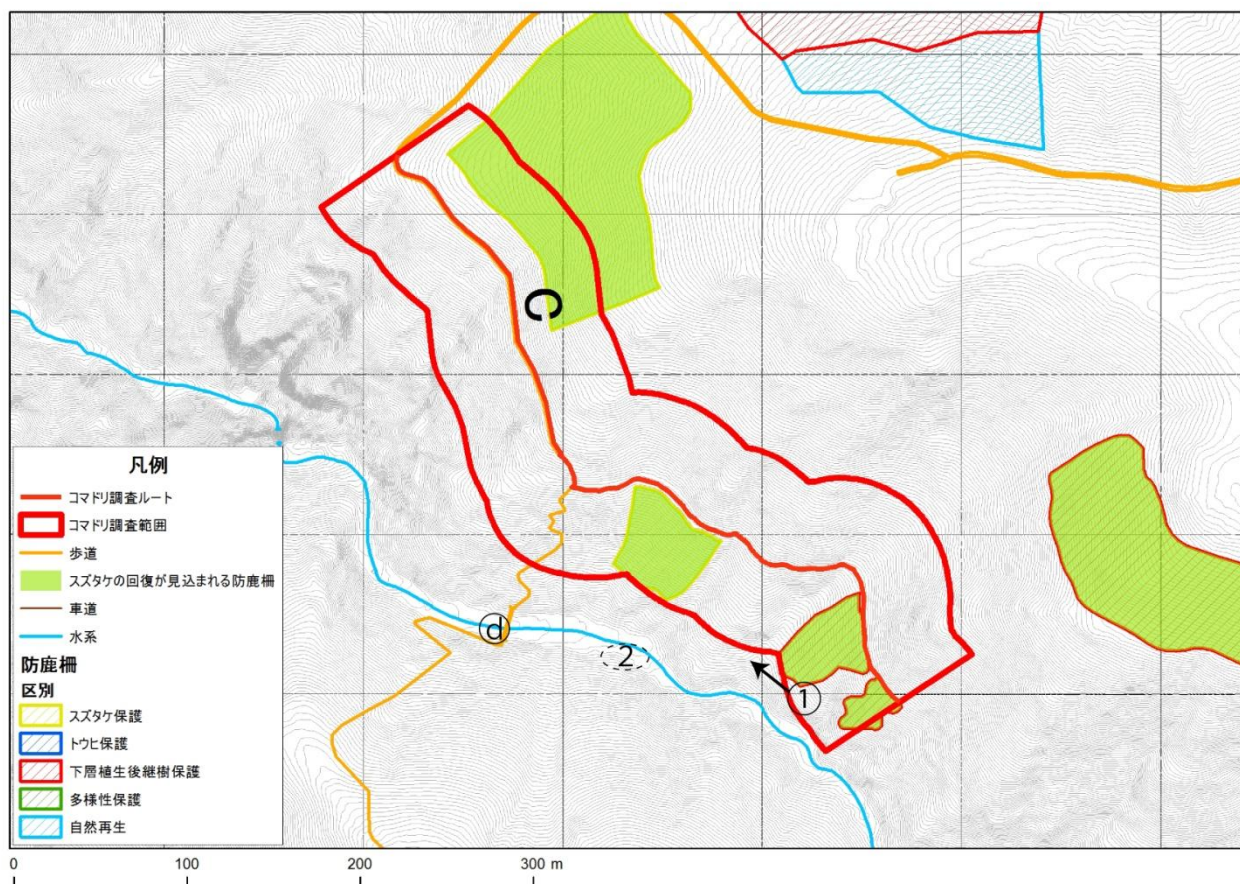 C
d
2
1
凡例
コマドリ調査ルート
コマドリ調査範囲
歩道
スズタケの回復が見込まれる防鹿柵
車道
水系
防鹿柵
区別
スズタケ保護
トウヒ保護
下層植生後継樹保護
多様性保護
自然再生
0 100 200 300 m